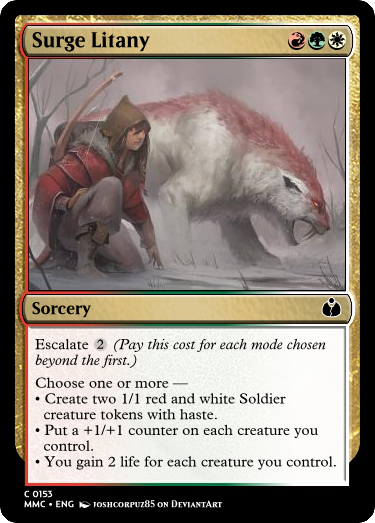 Surge Litany
Sorcery
Escalate 2 (Pay this cost for each mode chosen
beyond the first.)
Choose one or more —
• Create two 1/1 red and white Soldier
creature tokens with haste.
• Put a +1/+1 counter on each creature you
control.
• You gain 2 life for each creature you control.
C 0153
MMC • ENG joshcorpuz85 on DeviantArt